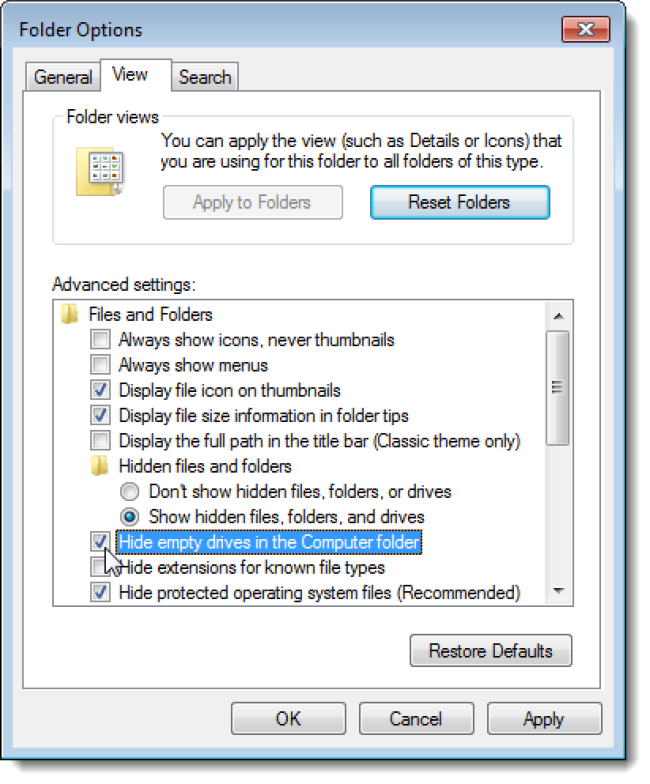 Folder Options
General View Search
Folder views
You can apply the view (such as Details or Icons) that
you are using for this folder to all folders of this type.
Apply to Folders Reset Folders
Advanced settings:
Files and Folders
Always show icons, never thumbnails
Always show menus
Display file icon on thumbnails
Display file size information in folder tips
Display the full path in the title bar (Classic theme only)
Hidden files and folders
Don't show hidden files, folders, or drives
Show hidden files, folders, and drives
Hide empty drives in the Computer folder
Hide extensions for known file types
Hide protected operating system files (Recommended)
Restore Defaults
OK Cancel Apply